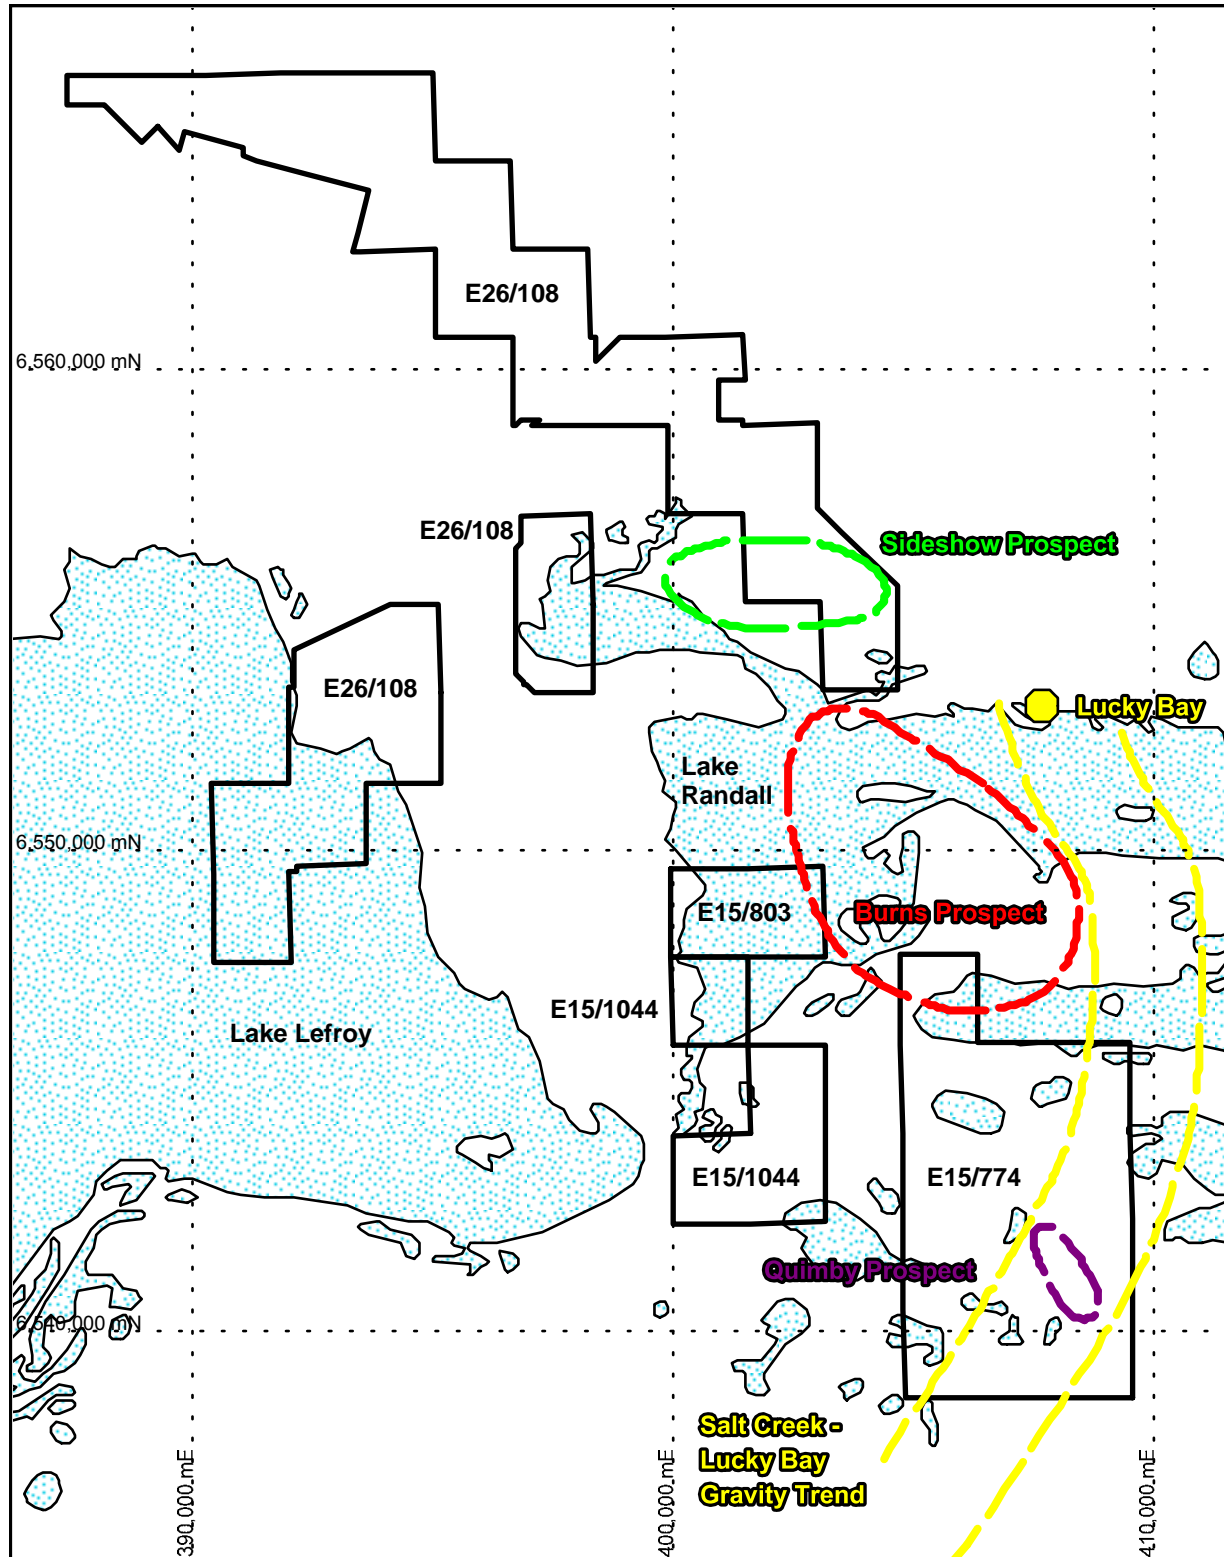 E26/108
6,560,000 mN
E26/108
Sideshow Prospect
E26/108
Lucky Bay
Lake
Randall
6,550,000 mN
E15/803
Burns Prospect
E15/1044
Lake Lefroy
E15/1044
E15/774
Quimby Prospect
6,540,000 mN
Salt Creek -
Lucky Bay
Gravity Trend
390,000 mE
400,000 mE
410,000 mE